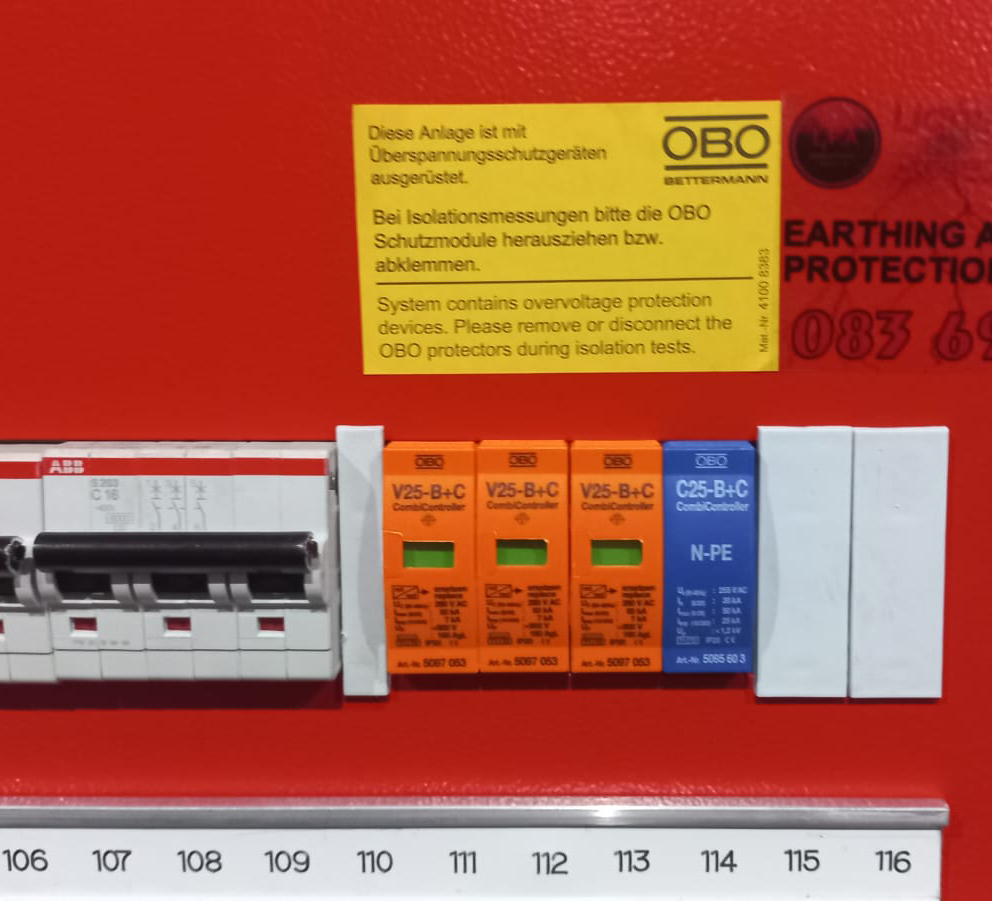 Diese Anlage ist mit
Überspannungsschutzgeräten
ausgerüstet.
OBO
BETTERMANN
Bei Isolationsmessungen bitte die OBO
Schutzmodule herausziehen bzw.
abklemmen.
System contains overvoltage protection
devices. Please remove or disconnect the
OBO protectors during isolation tests.
Mat.-Nr. 4100 8383
EARTHING A
PROTECTIO
083 69
ABB
S 203
C 16
OBO
V25-B+C
CombiController
Art.-Nr. 5097 053
OBO
V25-B+C
CombiController
Art.-Nr. 5097 053
OBO
V25-B+C
CombiController
Art.-Nr. 5097 053
OBO
C25-B+C
CombiController
N-PE
Art.-Nr. 5095 60 3
106 107 108 109 110 111 112 113 114 115 116